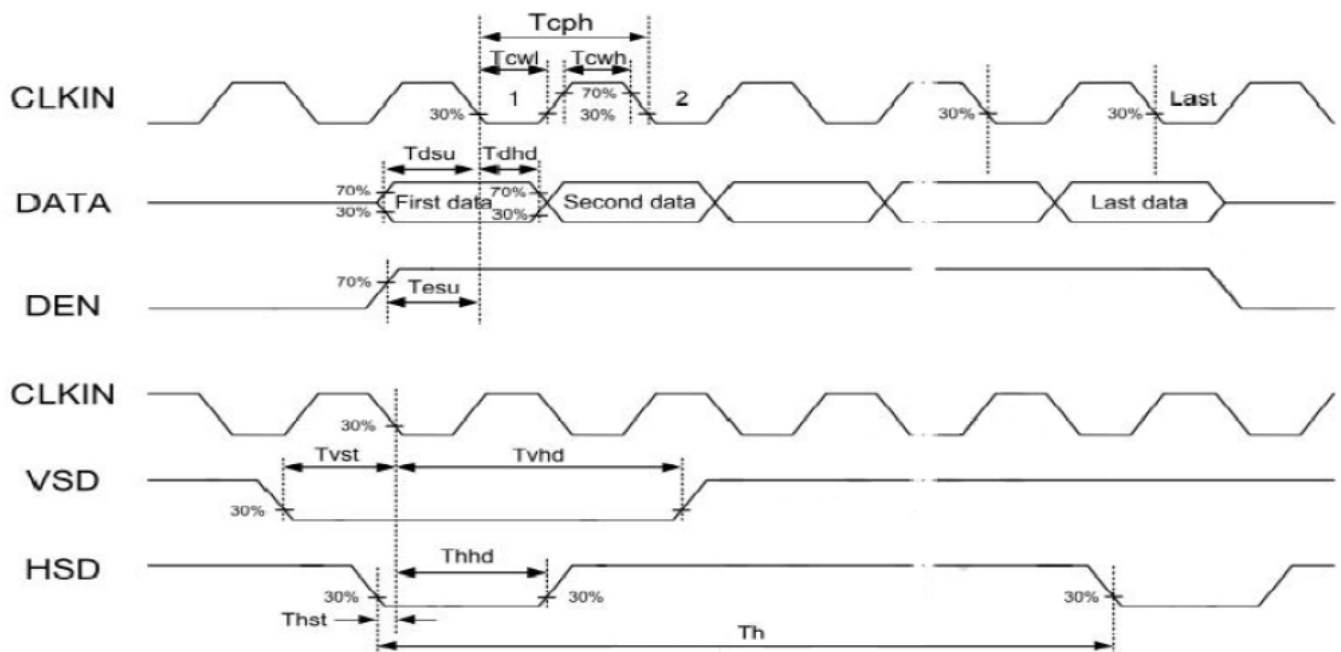 Tcph
Tcwl Tcwh
CLKIN 30% 1 70% 30% 2 30% 30% Last
Tdsu Tdhd
DATA 70% 30% First data 70% 30% Second data Last data
DEN 70% Tesu
CLKIN 30%
Tvst Tvhd
VSD 30%
HSD Thhd
30% 30% 30%
Thst
Th